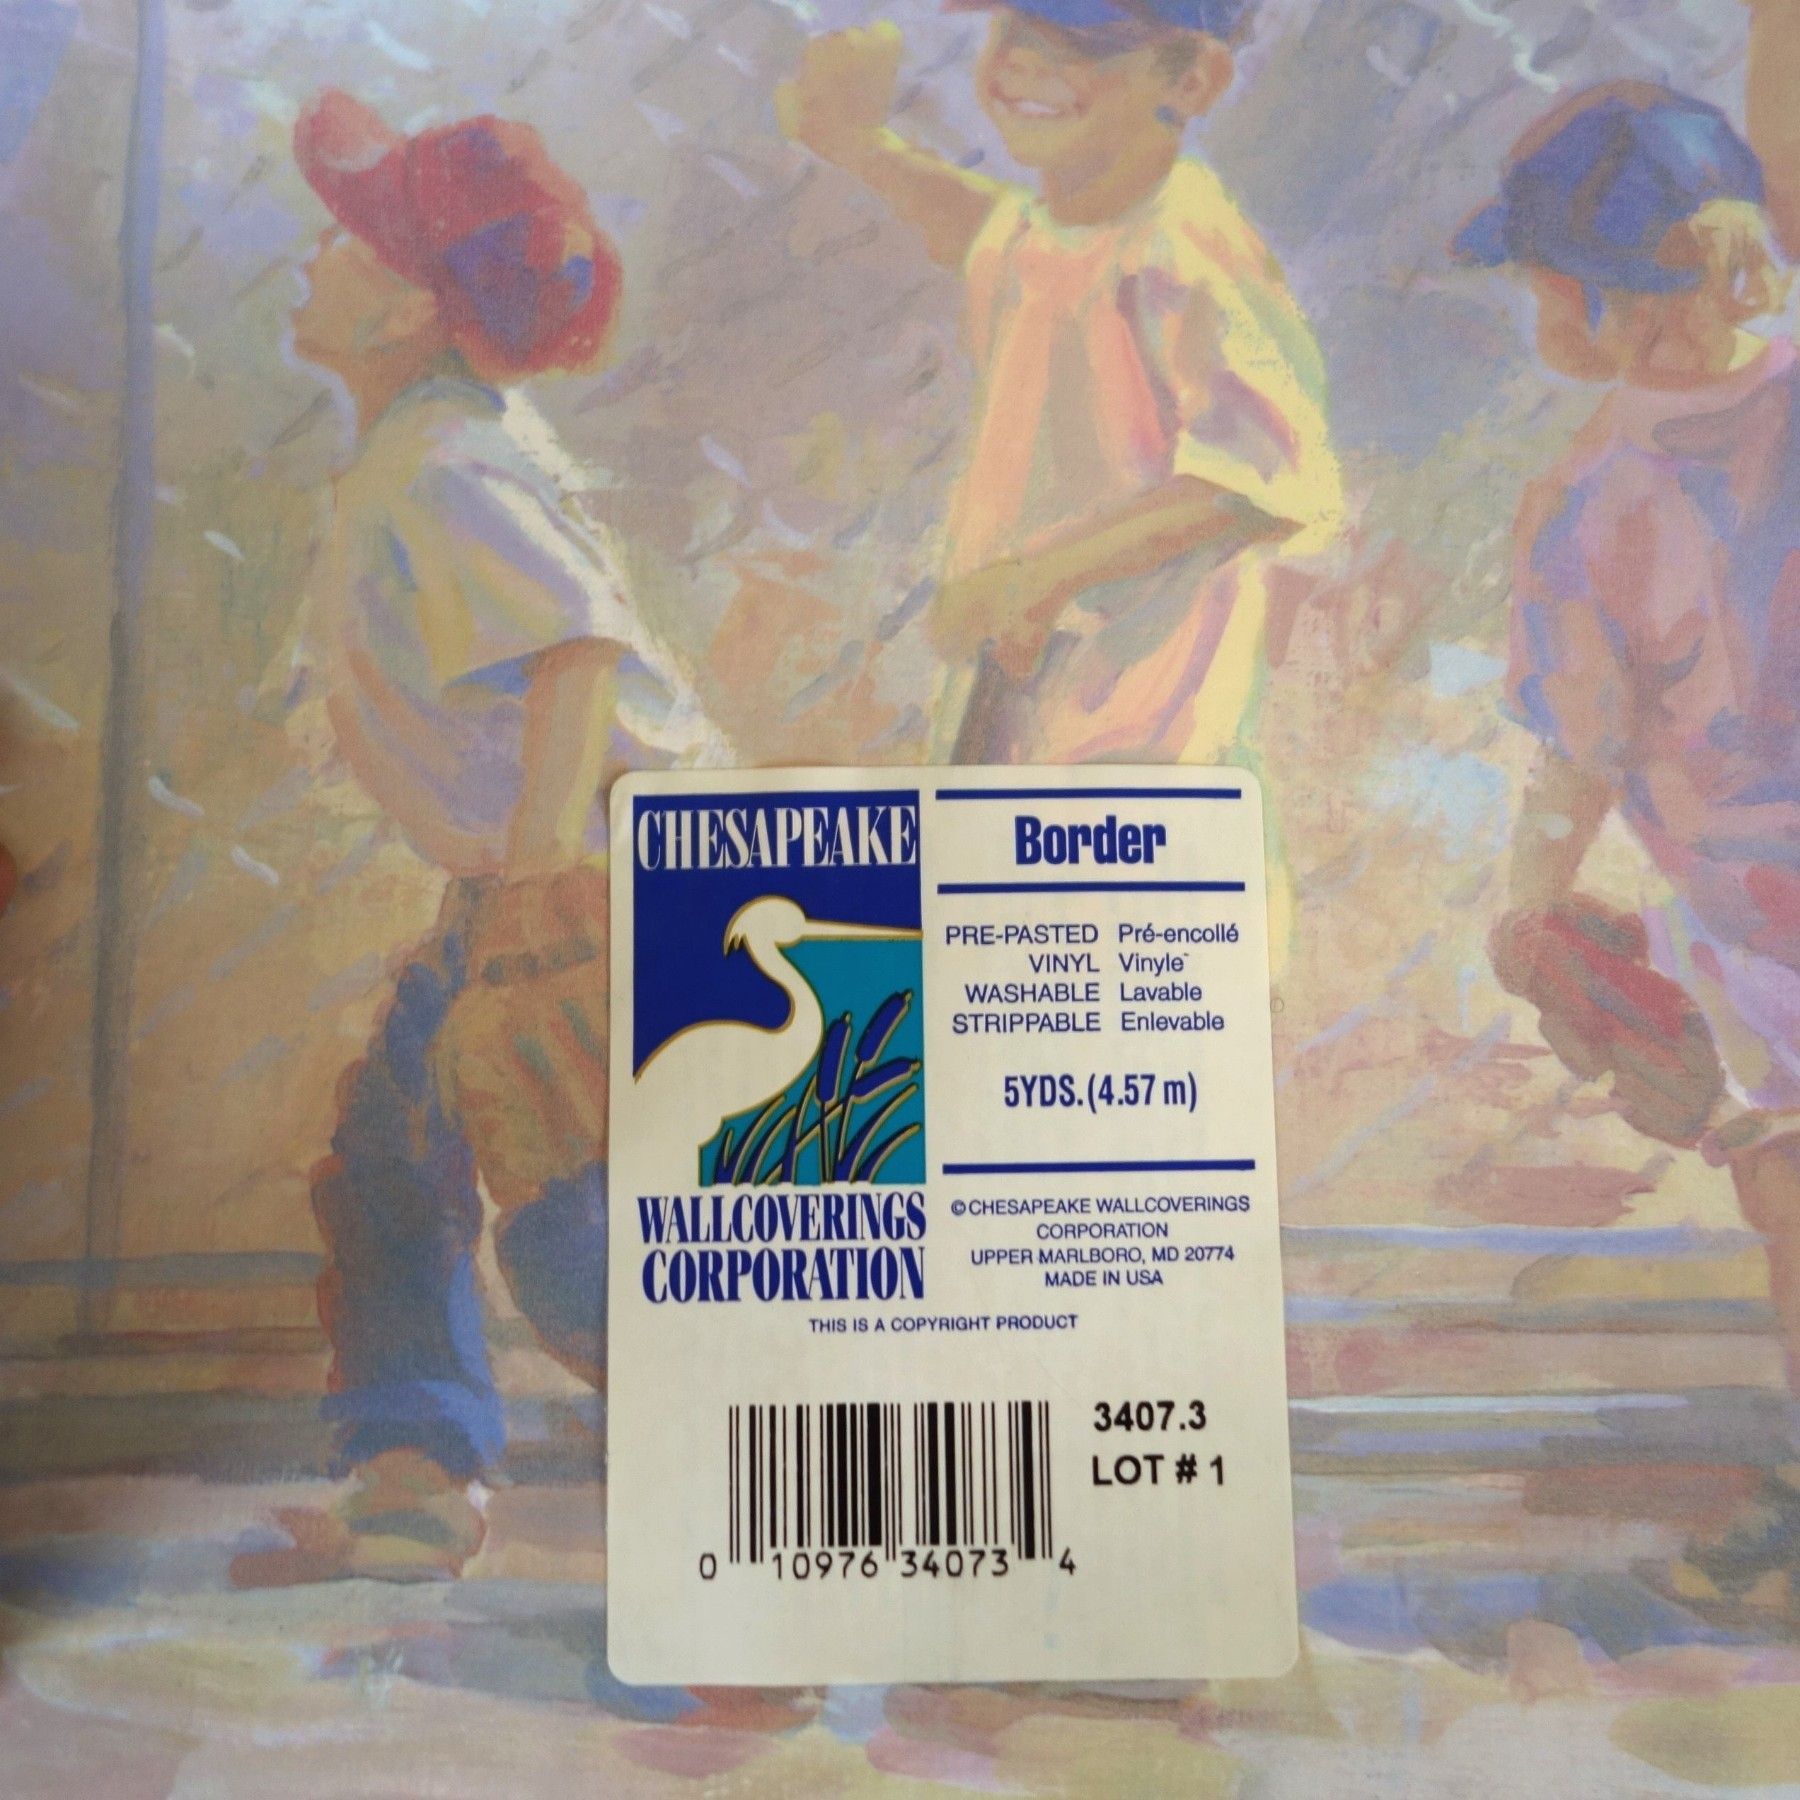 CHESAPEAKE
WALLCOVERINGS
CORPORATION
Border
PRE-PASTED Pré-encollé
VINYL Vinyle
WASHABLE Lavable
STRIPPABLE Enlevable
5YDS.(4.57 m)
© CHESAPEAKE WALLCOVERINGS
CORPORATION
UPPER MARLBORO, MD 20774
MADE IN USA
THIS IS A COPYRIGHT PRODUCT
3407.3
LOT # 1
0 10976 34073 4